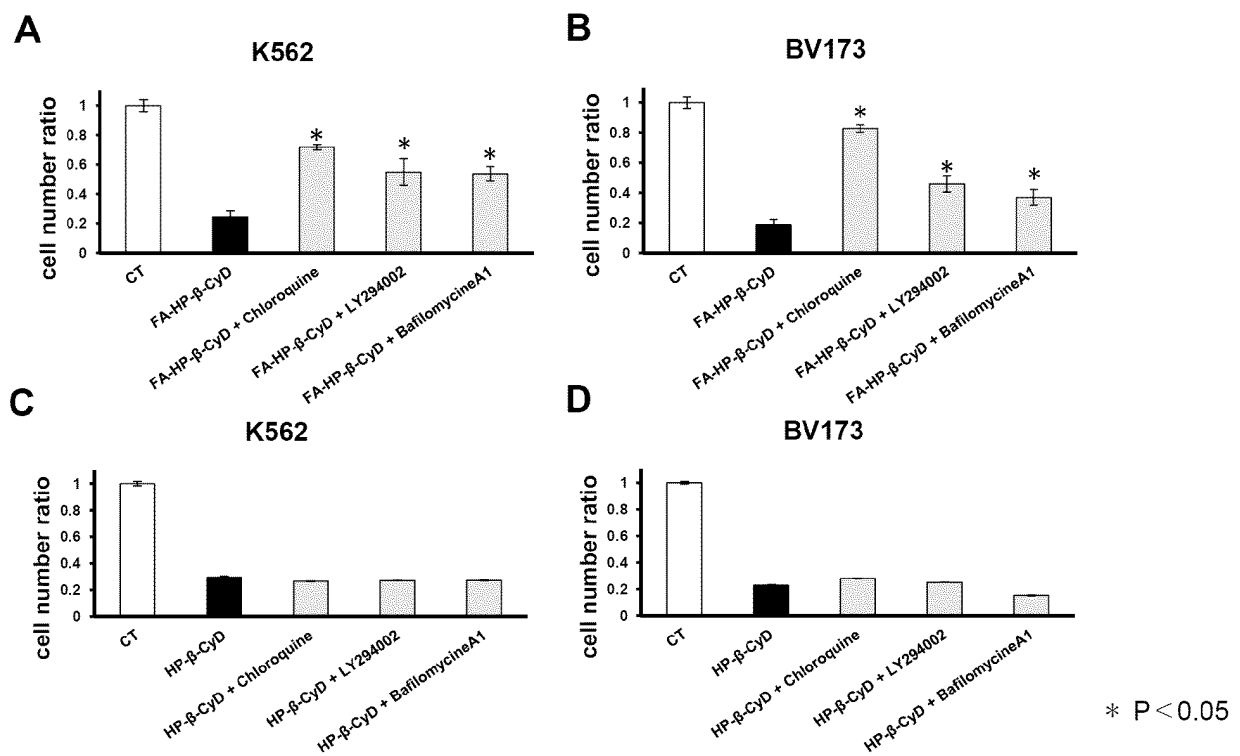 A
K562
cell number ratio
1
0.8
0.6
0.4
0.2
0
*
*
*
CT
FA-HP-β-CyD
FA-HP-β-CyD + Chloroquine
FA-HP-β-CyD + LY294002
FA-HP-β-CyD + BafilomycineA1
B
BV173
cell number ratio
1
0.8
0.6
0.4
0.2
0
*
*
*
CT
FA-HP-β-CyD
FA-HP-β-CyD + Chloroquine
FA-HP-β-CyD + LY294002
FA-HP-β-CyD + BafilomycineA1
C
K562
cell number ratio
1
0.8
0.6
0.4
0.2
0
CT
HP-β-CyD
HP-β-CyD + Chloroquine
HP-β-CyD + LY294002
HP-β-CyD + BafilomycineA1
D
BV173
cell number ratio
1
0.8
0.6
0.4
0.2
0
CT
HP-β-CyD
HP-β-CyD + Chloroquine
HP-β-CyD + LY294002
HP-β-CyD + BafilomycineA1
* P<0.05